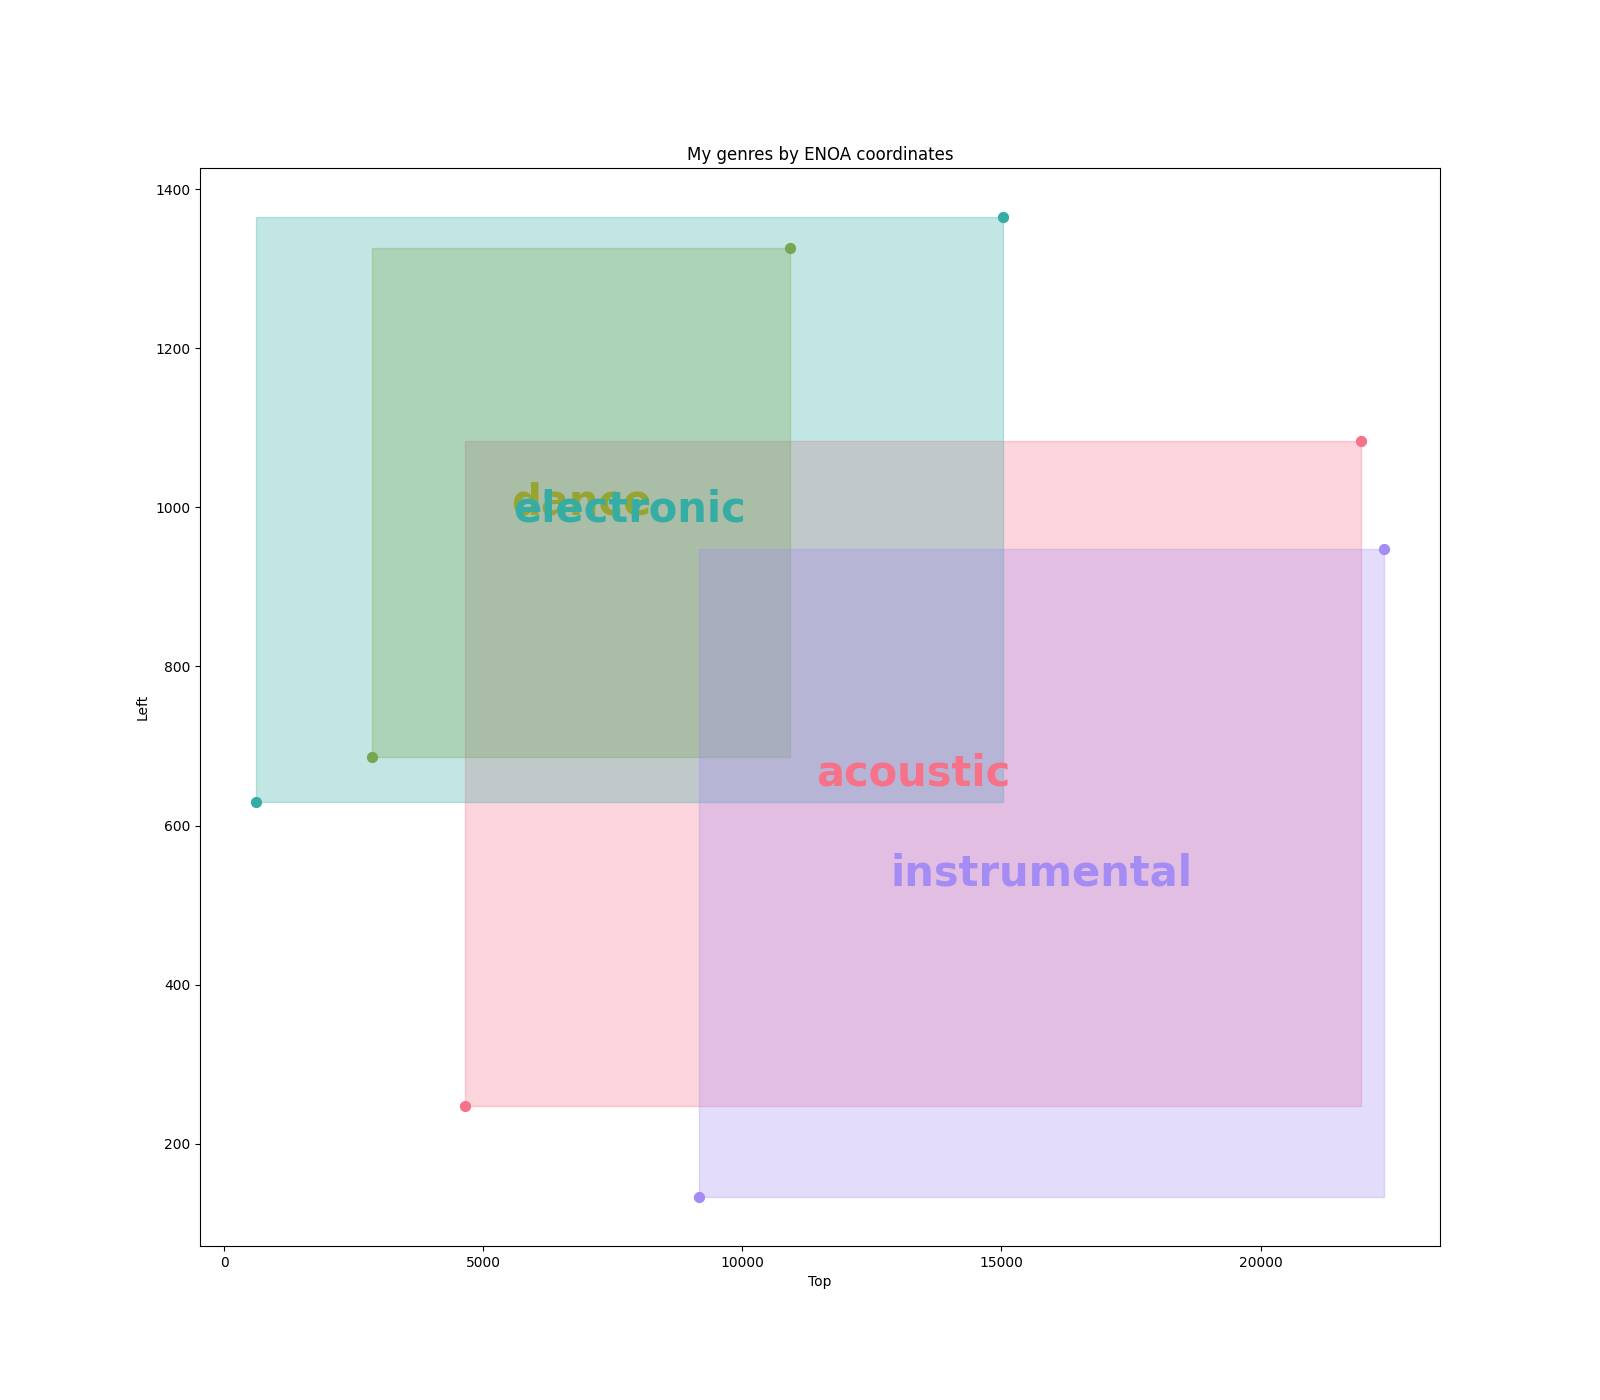 My genres by ENOA coordinates
1400
1200
1000
800
600
400
200
Left
dance
electronic
acoustic
instrumental
0 5000 10000 15000 20000
Top